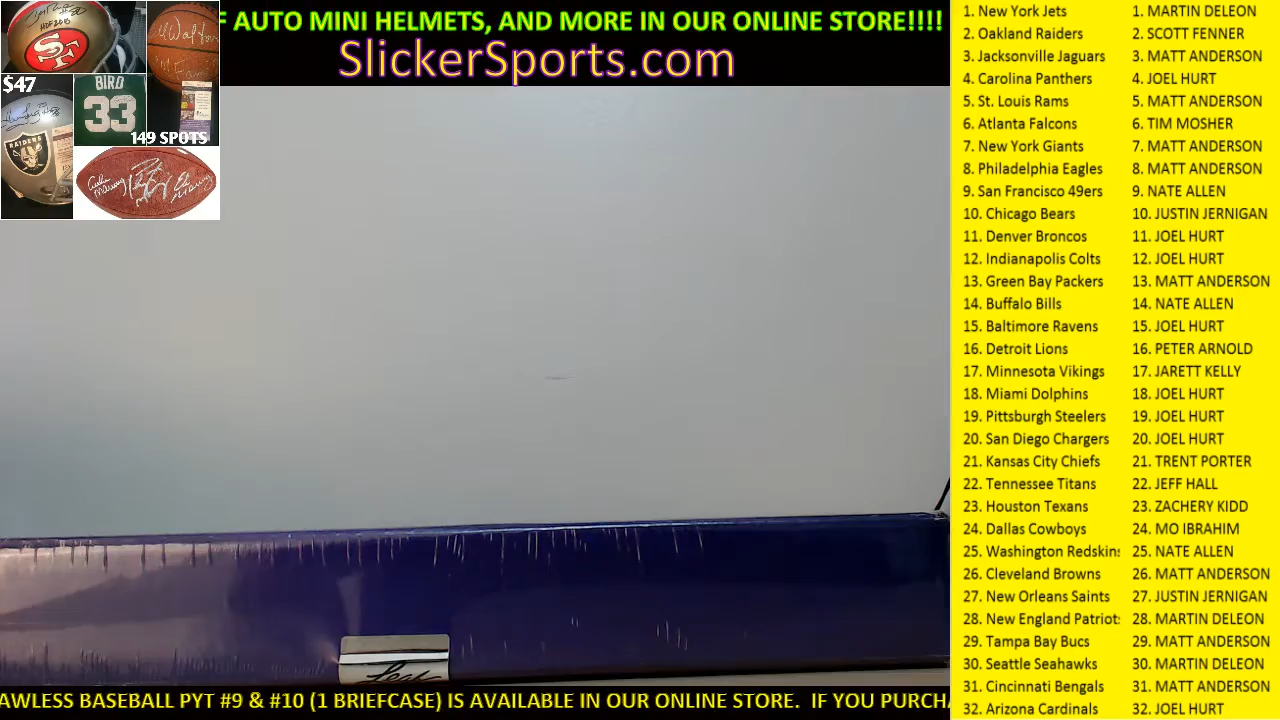 F AUTO MINI HELMETS, AND MORE IN OUR ONLINE STORE!!!!
SlickerSports.com
HOF 2013
SF
$47
BIRD
33
149 SPOTS
RAIDERS
Leaf
1. New York Jets 1. MARTIN DELEON
2. Oakland Raiders 2. SCOTT FENNER
3. Jacksonville Jaguars 3. MATT ANDERSON
4. Carolina Panthers 4. JOEL HURT
5. St. Louis Rams 5. MATT ANDERSON
6. Atlanta Falcons 6. TIM MOSHER
7. New York Giants 7. MATT ANDERSON
8. Philadelphia Eagles 8. MATT ANDERSON
9. San Francisco 49ers 9. NATE ALLEN
10. Chicago Bears 10. JUSTIN JERNIGAN
11. Denver Broncos 11. JOEL HURT
12. Indianapolis Colts 12. JOEL HURT
13. Green Bay Packers 13. MATT ANDERSON
14. Buffalo Bills 14. NATE ALLEN
15. Baltimore Ravens 15. JOEL HURT
16. Detroit Lions 16. PETER ARNOLD
17. Minnesota Vikings 17. JARETT KELLY
18. Miami Dolphins 18. JOEL HURT
19. Pittsburgh Steelers 19. JOEL HURT
20. San Diego Chargers 20. JOEL HURT
21. Kansas City Chiefs 21. TRENT PORTER
22. Tennessee Titans 22. JEFF HALL
23. Houston Texans 23. ZACHERY KIDD
24. Dallas Cowboys 24. MO IBRAHIM
25. Washington Redskins 25. NATE ALLEN
26. Cleveland Browns 26. MATT ANDERSON
27. New Orleans Saints 27. JUSTIN JERNIGAN
28. New England Patriots 28. MARTIN DELEON
29. Tampa Bay Bucs 29. MATT ANDERSON
30. Seattle Seahawks 30. MARTIN DELEON
31. Cincinnati Bengals 31. MATT ANDERSON
32. Arizona Cardinals 32. JOEL HURT
AWLESS BASEBALL PYT #9 & #10 (1 BRIEFCASE) IS AVAILABLE IN OUR ONLINE STORE. IF YOU PURCHA